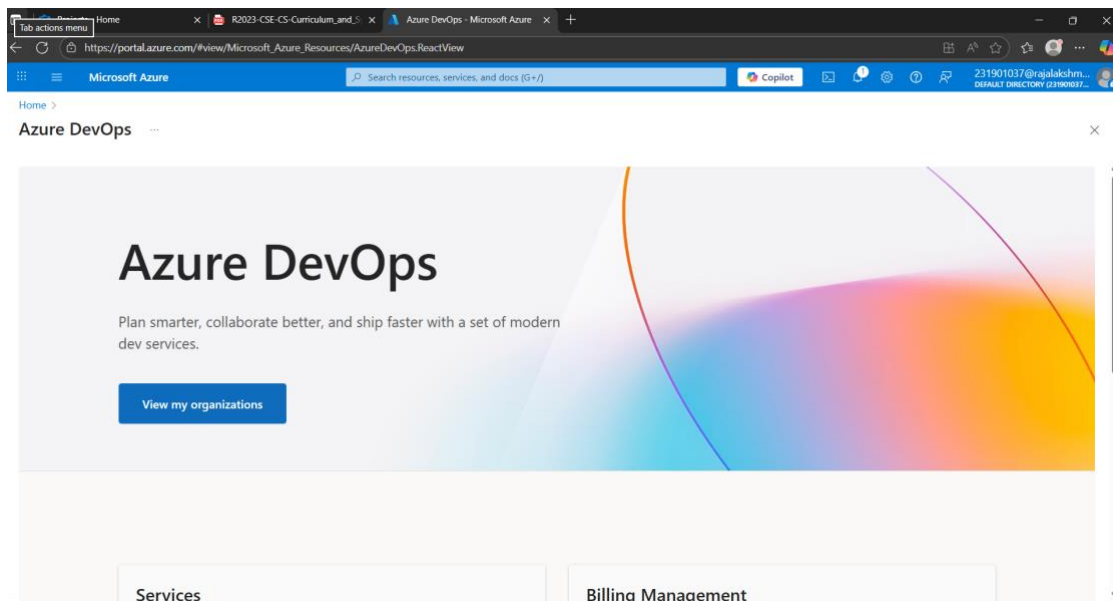 Home
R2023-CSE-CS-Curriculum_and_S
Azure DevOps - Microsoft Azure
Tab actions menu
https://portal.azure.com/#view/Microsoft_Azure_Resources/AzureDevOps.ReactView
Microsoft Azure
Search resources, services, and docs (G+/)
Copilot
1
231901037@rajalakshm...
DEFAULT DIRECTORY (231901037...
Home >
Azure DevOps ...
Azure DevOps
Plan smarter, collaborate better, and ship faster with a set of modern
dev services.
View my organizations
Services
Billing Management